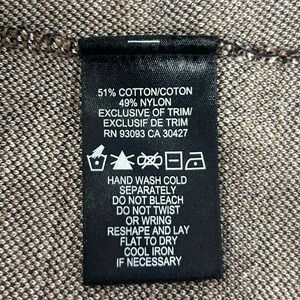 51% COTTON/COTON
49% NYLON
EXCLUSIVE OF TRIM/
EXCLUSIF DE TRIM
RN 93093 CA 30427
HAND WASH COLD
SEPARATELY
DO NOT BLEACH
DO NOT TWIST
OR WRING
RESHAPE AND LAY
FLAT TO DRY
COOL IRON
IF NECESSARY